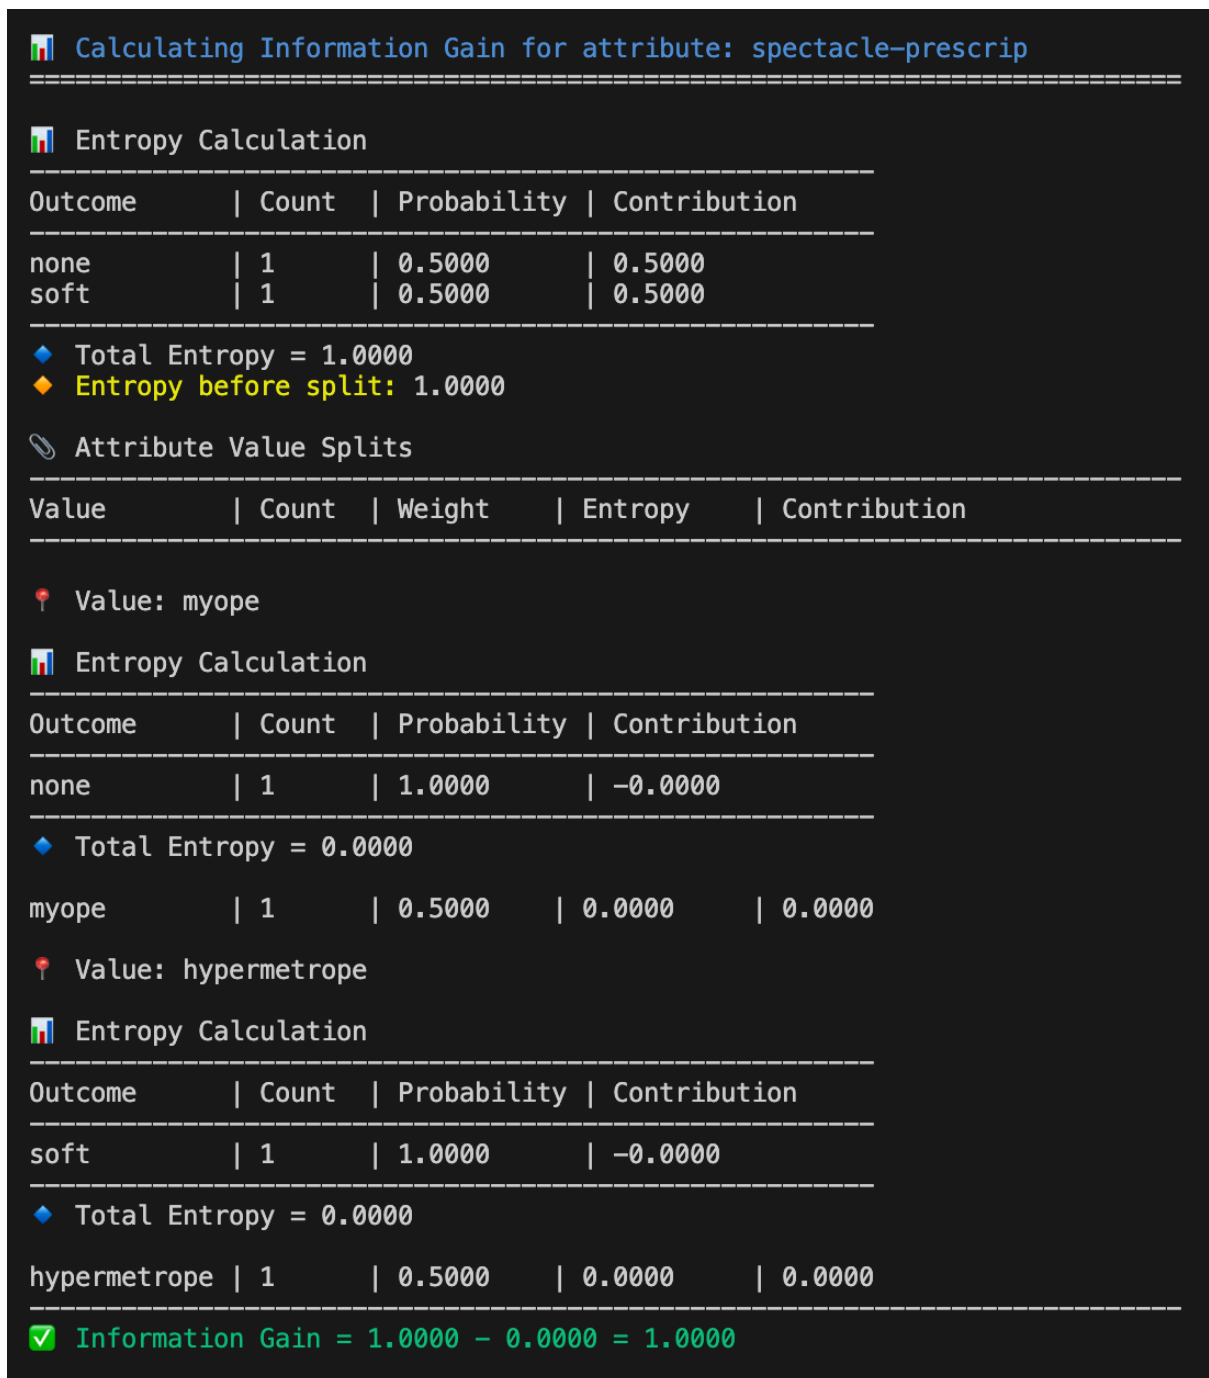 📊 Calculating Information Gain for attribute: spectacle-prescrip
===========================================================================
📊 Entropy Calculation
-------------------------------------------------------
Outcome | Count | Probability | Contribution
-------------------------------------------------------
none | 1 | 0.5000 | 0.5000
soft | 1 | 0.5000 | 0.5000
-------------------------------------------------------
🔹 Total Entropy = 1.0000
🔸 Entropy before split: 1.0000
📎 Attribute Value Splits
---------------------------------------------------------------------------
Value | Count | Weight | Entropy | Contribution
---------------------------------------------------------------------------
📍 Value: myope
📊 Entropy Calculation
-------------------------------------------------------
Outcome | Count | Probability | Contribution
-------------------------------------------------------
none | 1 | 1.0000 | -0.0000
-------------------------------------------------------
🔹 Total Entropy = 0.0000
myope | 1 | 0.5000 | 0.0000 | 0.0000
📍 Value: hypermetrope
📊 Entropy Calculation
-------------------------------------------------------
Outcome | Count | Probability | Contribution
-------------------------------------------------------
soft | 1 | 1.0000 | -0.0000
-------------------------------------------------------
🔹 Total Entropy = 0.0000
hypermetrope | 1 | 0.5000 | 0.0000 | 0.0000
---------------------------------------------------------------------------
✅ Information Gain = 1.0000 - 0.0000 = 1.0000